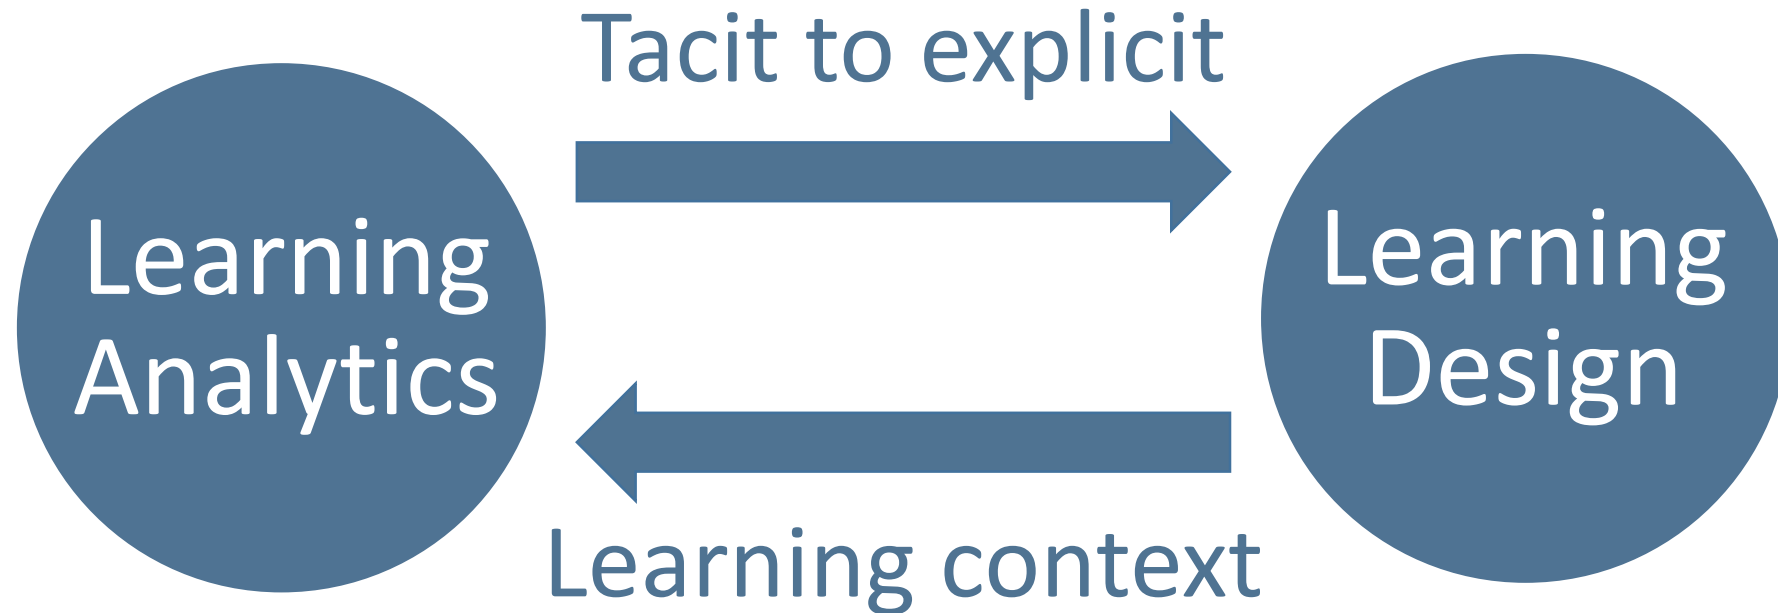 Tacit to explicit
Learning
Analytics
Learning
Design
Learning context